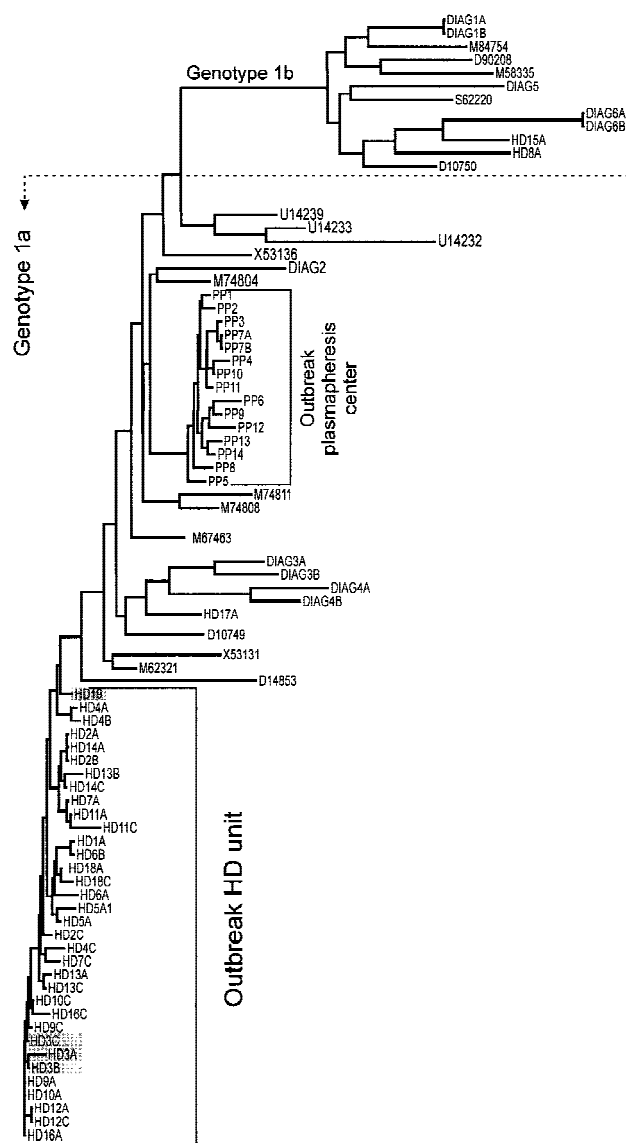 DIAG1A
DIAG1B
M84754
D90208
M58335
Genotype 1b
DIAG5
S62220
DIAG6A
DIAG6B
HD15A
HD8A
D10750
Genotype 1a
U14239
U14233
U14232
X53136
DIAG2
M74804
PP1
PP2
PP3
PP7A
PP7B
PP4
PP10
PP11
PP6
PP9
PP12
PP13
PP14
PP8
PP5
Outbreak
plasmapheresis
center
M74811
M74808
M67463
DIAG3A
DIAG3B
DIAG4A
DIAG4B
HD17A
D10749
X53131
M62321
D14853
HD19
HD4A
HD4B
HD2A
HD14A
HD2B
HD13B
HD14C
HD7A
HD11A
HD11C
HD1A
HD6B
HD18A
HD18C
HD6A
HD5A1
HD5A
HD2C
HD4C
HD7C
HD13A
HD13C
HD10C
HD16C
HD9C
HD3C
HD3A
HD3B
HD9A
HD10A
HD12A
HD12C
HD16A
Outbreak HD unit